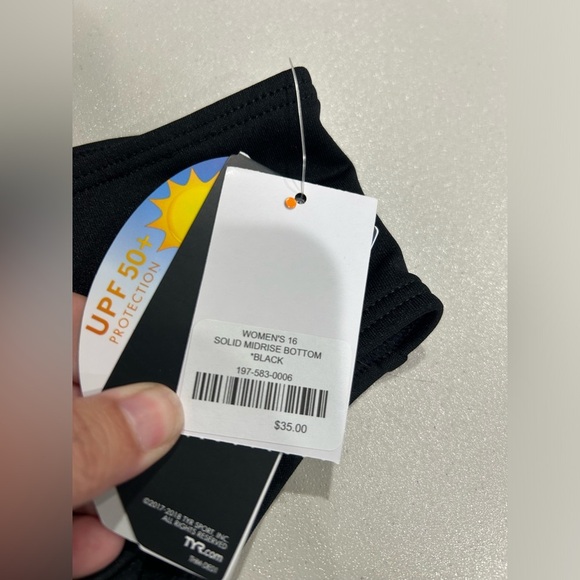 UPF 50+
PROTECTION
WOMEN'S 16
SOLID MIDRISE BOTTOM
*BLACK
197-583-0006
$35.00
©2017-2018 TYR SPORT, INC.
ALL RIGHTS RESERVED
TYR.com